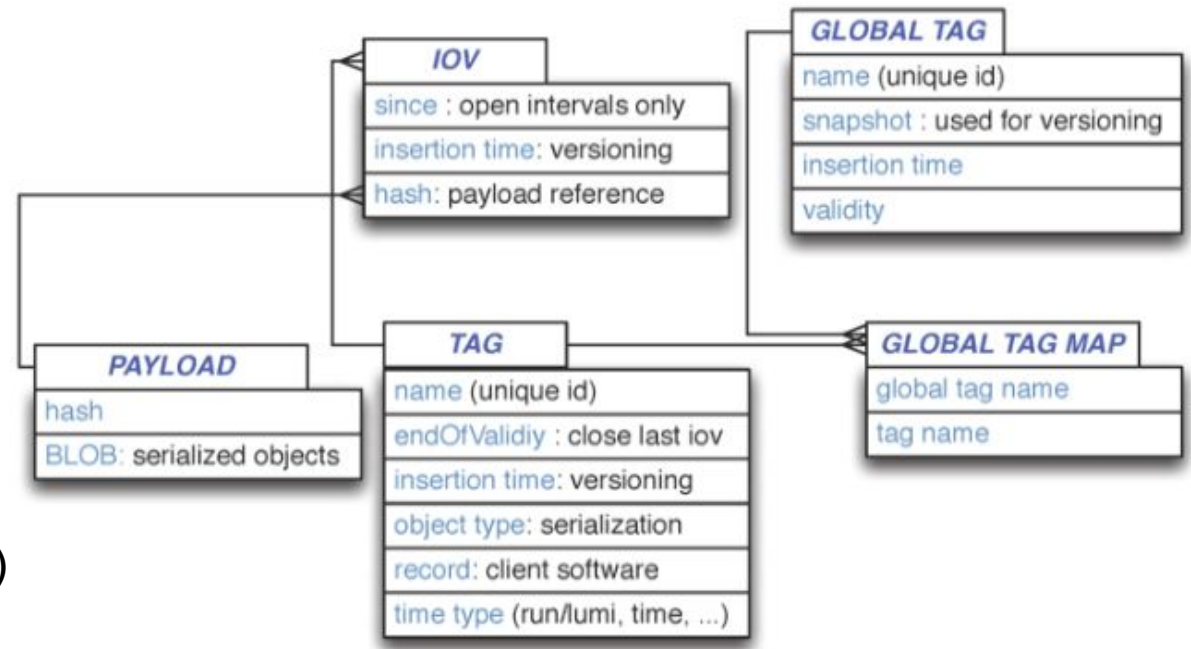 IOV
since : open intervals only
insertion time: versioning
hash: payload reference
GLOBAL TAG
name (unique id)
snapshot : used for versioning
insertion time
validity
PAYLOAD
hash
BLOB: serialized objects
TAG
name (unique id)
endOfValidiy : close last iov
insertion time: versioning
object type: serialization
record: client software
time type (run/lumi, time, ...)
GLOBAL TAG MAP
global tag name
tag name
)